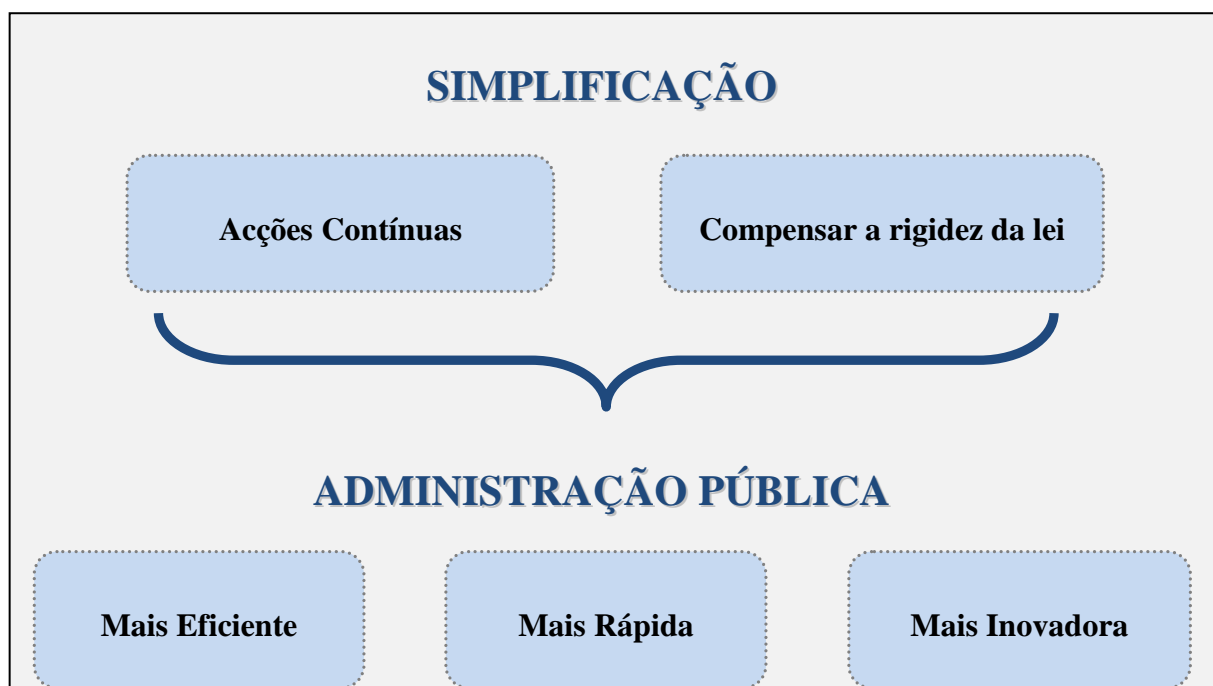 SIMPLIFICAÇÃO
Acções Contínuas
Compensar a rigidez da lei
ADMINISTRAÇÃO PÚBLICA
Mais Eficiente
Mais Rápida
Mais Inovadora